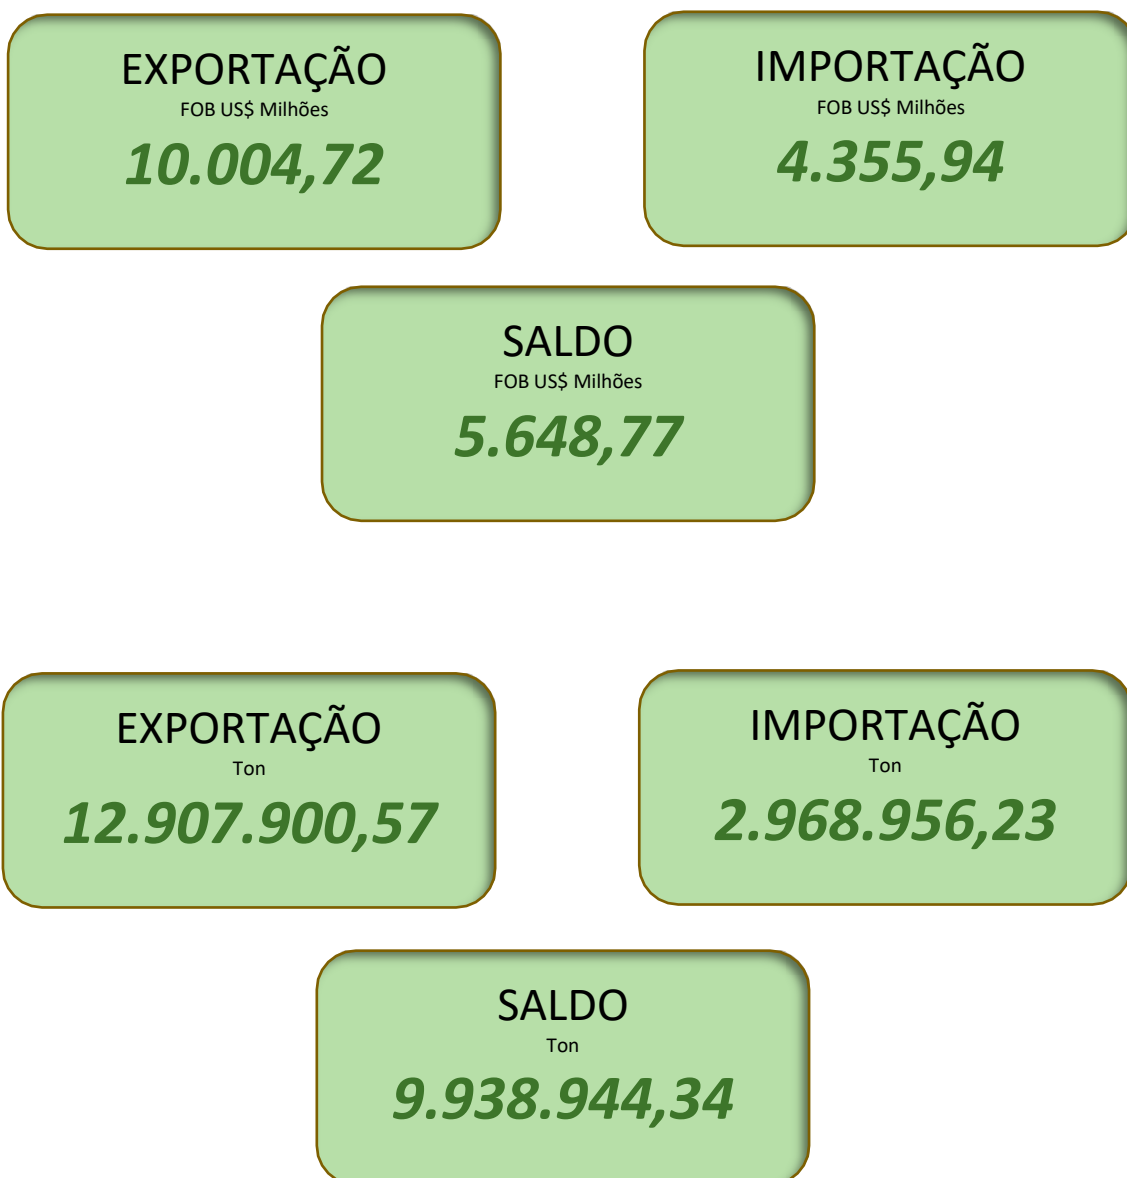 EXPORTAÇÃO
FOB US$ Milhões
10.004,72
IMPORTAÇÃO
FOB US$ Milhões
4.355,94
SALDO
FOB US$ Milhões
5.648,77
EXPORTAÇÃO
Ton
12.907.900,57
IMPORTAÇÃO
Ton
2.968.956,23
SALDO
Ton
9.938.944,34